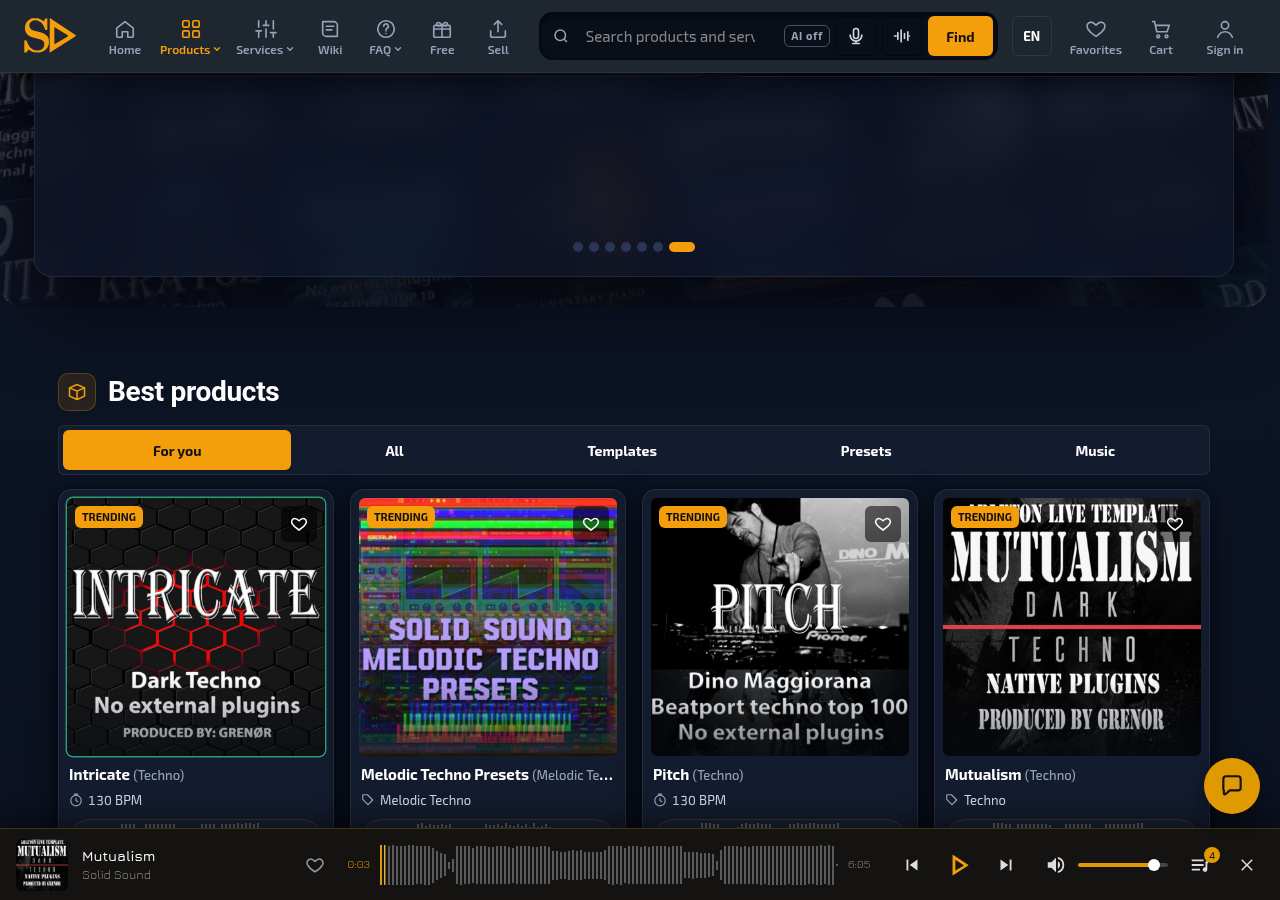 SD
Home
Products
Services
Wiki
FAQ
Free
Sell
Search products and serv
AI off
Find
EN
Favorites
Cart
Sign in
Best products
For you
All
Templates
Presets
Music
TRENDING
INTRICATE
Dark Techno
No external plugins
PRODUCED BY: GRENØR
Intricate (Techno)
130 BPM
TRENDING
SOLID SOUND
MELODIC TECHNO
PRESETS
Melodic Techno Presets (Melodic Te...
Melodic Techno
TRENDING
PITCH
Pioneer
Dino Maggiorana
Beatport techno top 100
No external plugins
Pitch (Techno)
130 BPM
TRENDING
MUTUALISM
DARK
TECHNO
NATIVE PLUGINS
PRODUCED BY GRENOR
Mutualism (Techno)
Techno
Mutualism
Solid Sound
0:03
6:05
4